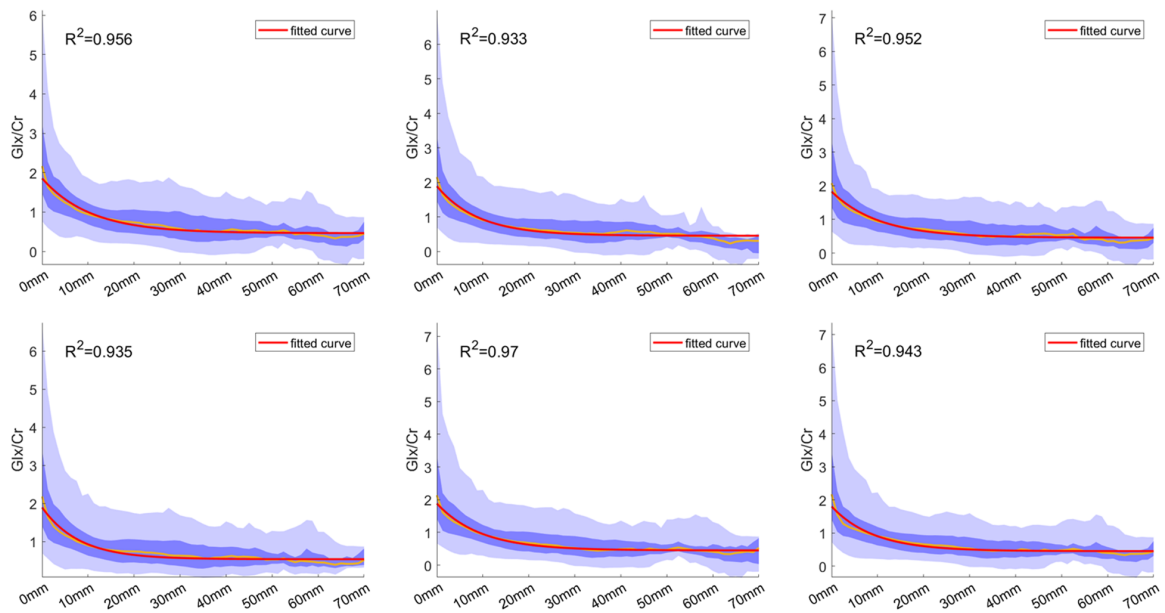 6
5
4
3
2
1
0
Glx/Cr
R²=0.956
fitted curve
0mm
10mm
20mm
30mm
40mm
50mm
60mm
70mm
6
5
4
3
2
1
0
Glx/Cr
R²=0.933
fitted curve
0mm
10mm
20mm
30mm
40mm
50mm
60mm
70mm
7
6
5
4
3
2
1
0
Glx/Cr
R²=0.952
fitted curve
0mm
10mm
20mm
30mm
40mm
50mm
60mm
70mm
6
5
4
3
2
1
Glx/Cr
R²=0.935
fitted curve
0mm
10mm
20mm
30mm
40mm
50mm
60mm
70mm
7
6
5
4
3
2
1
0
Glx/Cr
R²=0.97
fitted curve
0mm
10mm
20mm
30mm
40mm
50mm
60mm
70mm
7
6
5
4
3
2
1
0
Glx/Cr
R²=0.943
fitted curve
0mm
10mm
20mm
30mm
40mm
50mm
60mm
70mm